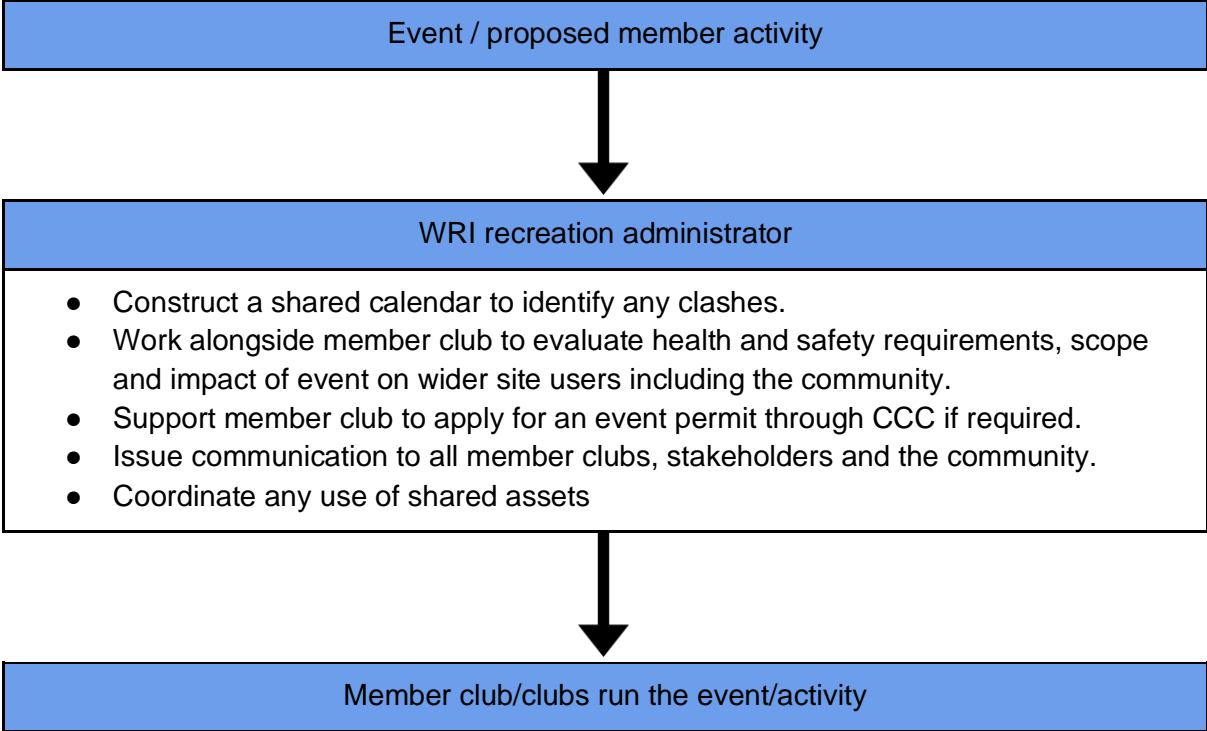 Event / proposed member activity
WRI recreation administrator
● Construct a shared calendar to identify any clashes.
● Work alongside member club to evaluate health and safety requirements, scope
and impact of event on wider site users including the community.
● Support member club to apply for an event permit through CCC if required.
● Issue communication to all member clubs, stakeholders and the community.
● Coordinate any use of shared assets
Member club/clubs run the event/activity